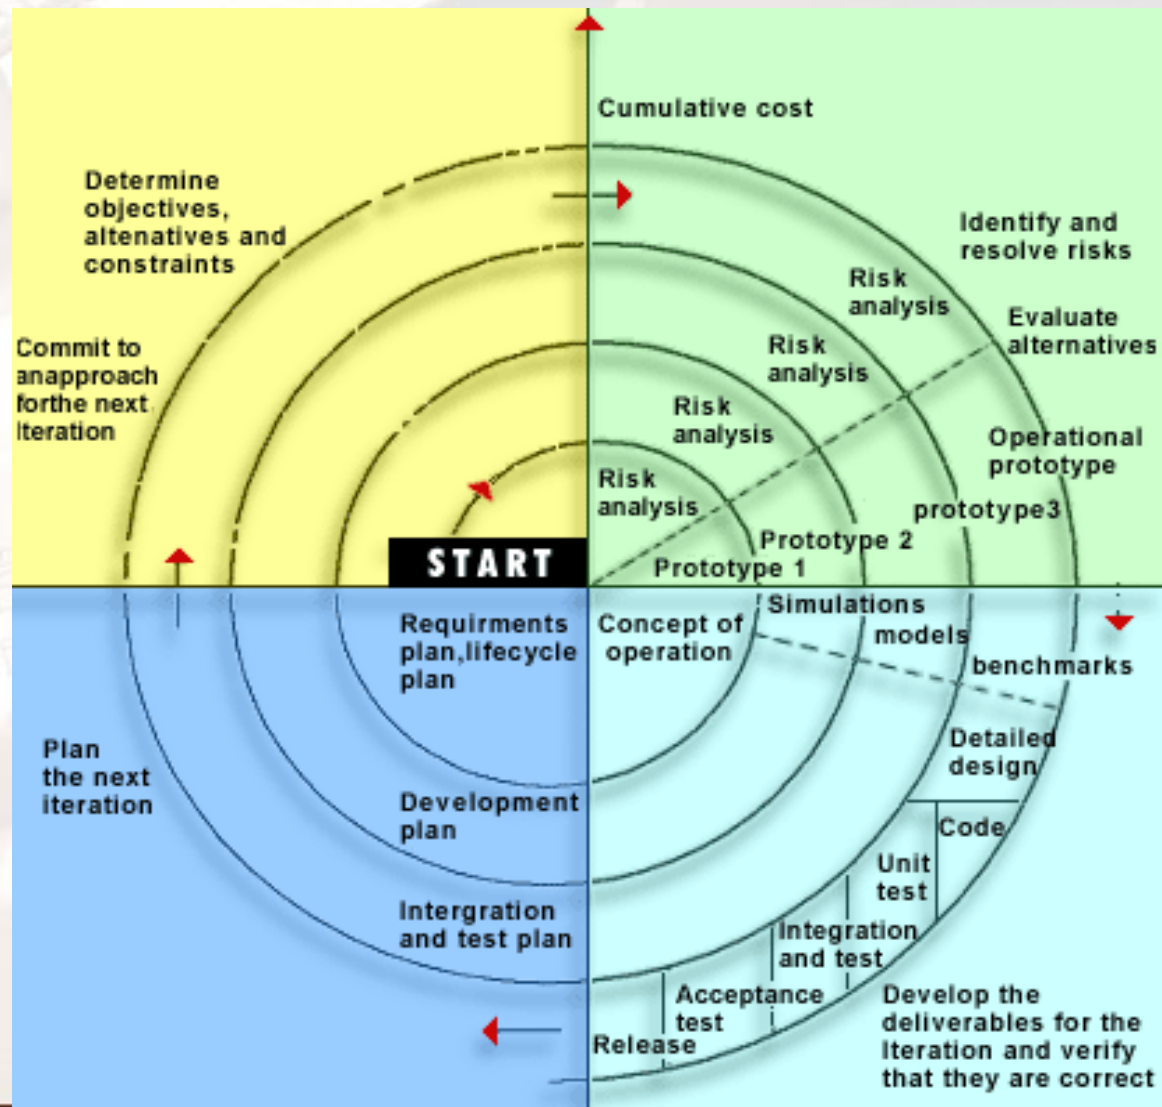 Cumulative cost
Determine
objectives,
altenatives and
constraints
Commit to
anapproach
forthe next
Iteration
Identify and
resolve risks
Risk
analysis
Evaluate
alternatives
Risk
analysis
Risk
analysis
Risk
analysis
Operational
prototype
prototype3
Prototype 2
Prototype 1
START
Requirments
plan,lifecycle
plan
Concept of
operation
Simulations
models
benchmarks
Plan
the next
iteration
Development
plan
Intergration
and test plan
Detailed
design
Code
Unit
test
Integration
and test
Acceptance
test
Release
Develop the
deliverables for the
Iteration and verify
that they are correct